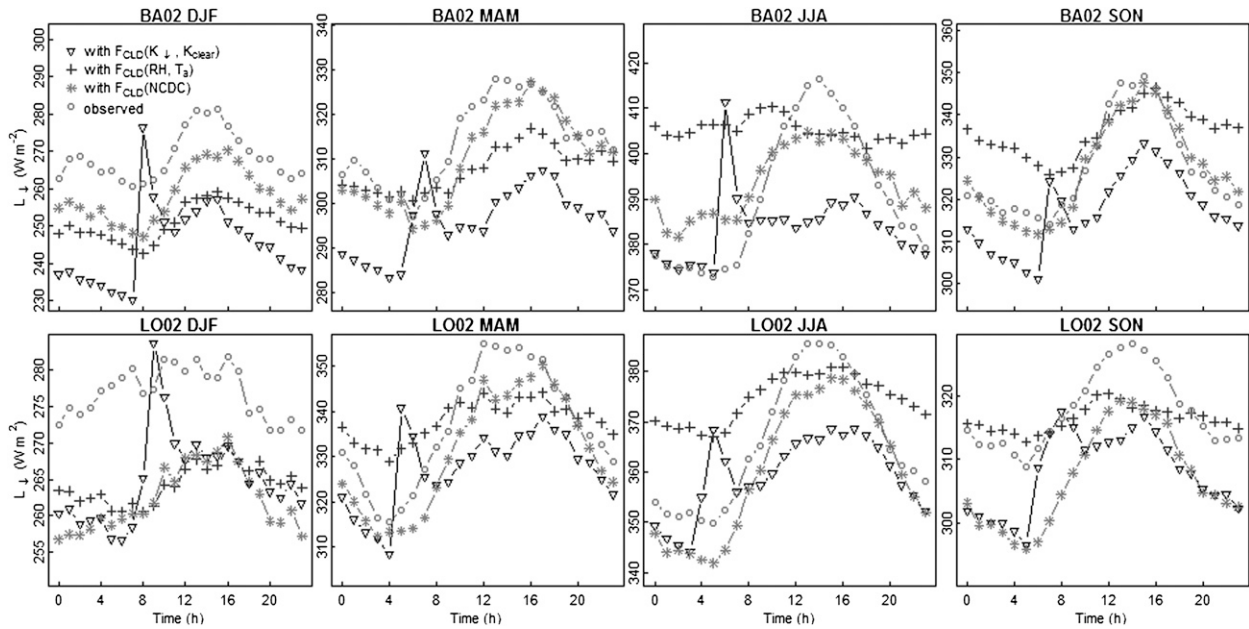 BA02 DJF
BA02 MAM
BA02 JJA
BA02 SON
L↓ (W m⁻²)
230 240 250 260 270 280 290 300
with F_CLD(K↓, K_clear)
with F_CLD(RH, T_a)
with F_CLD(NCDC)
observed
280 290 300 310 320 330 340
370 380 390 400 410 420
300 310 320 330 340 350 360
LO02 DJF
LO02 MAM
LO02 JJA
LO02 SON
L↓ (W m⁻²)
255 260 265 270 275 280
310 320 330 340 350
340 350 360 370 380
300 310 320
0 4 8 12 16 20
0 4 8 12 16 20
0 4 8 12 16 20
0 4 8 12 16 20
Time (h)
Time (h)
Time (h)
Time (h)